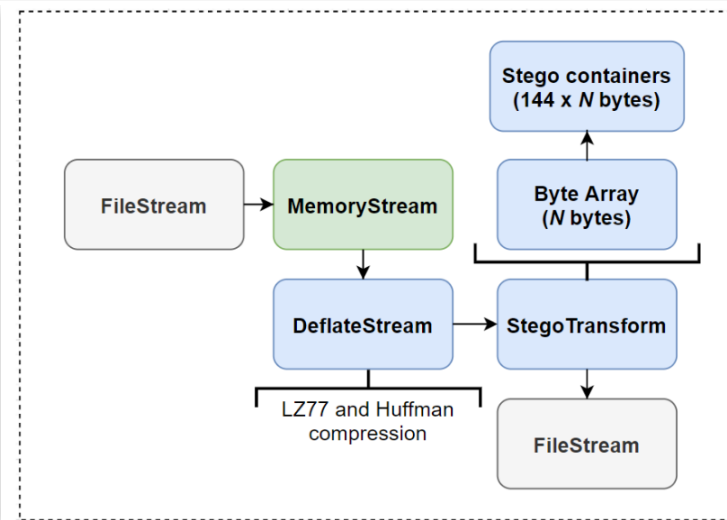 Stego containers
(144 x N bytes)
FileStream
MemoryStream
Byte Array
(N bytes)
DeflateStream
StegoTransform
LZ77 and Huffman
compression
FileStream